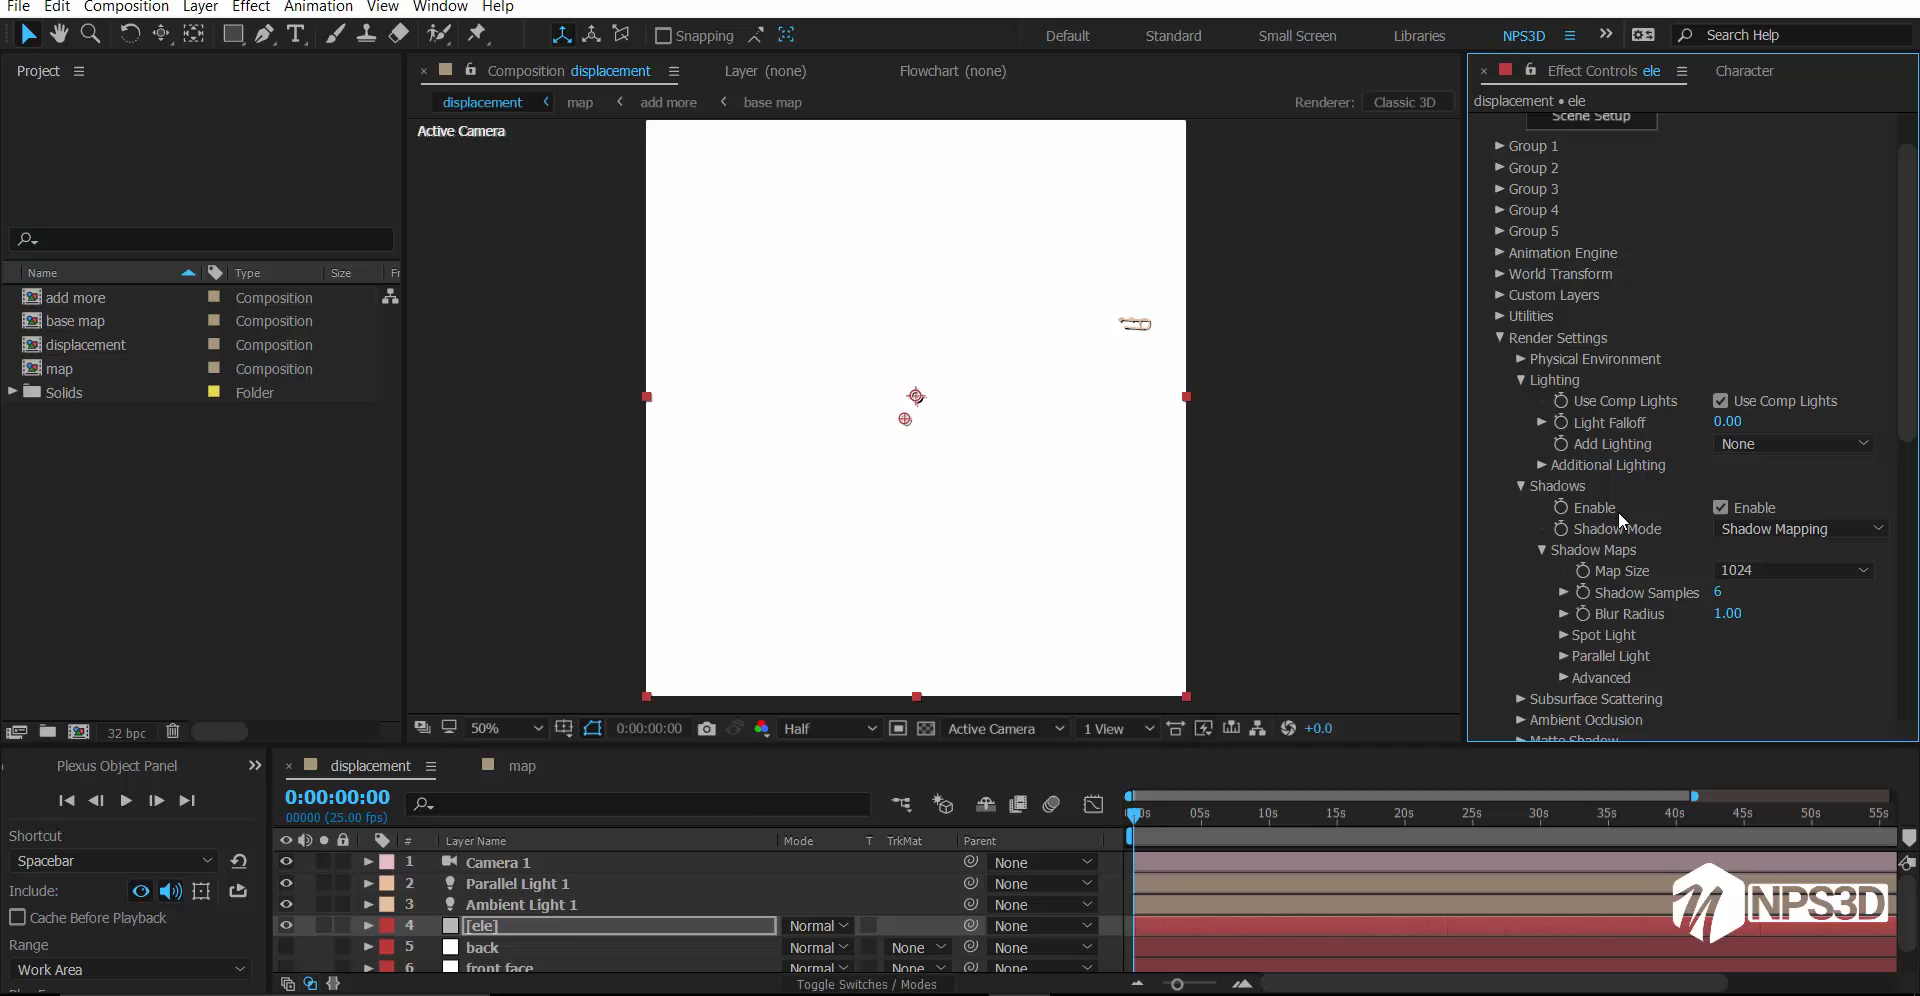 File Edit Composition Layer Effect Animation View Window Help
Snapping Default Standard Small Screen Libraries NPS3D Search Help
Project
Composition displacement Layer (none) Flowchart (none)
Effect Controls ele Character
displacement map add more base map Renderer: Classic 3D
displacement • ele
Active Camera
Scene Setup
Group 1
Group 2
Group 3
Group 4
Group 5
Animation Engine
World Transform
Custom Layers
Utilities
Render Settings
Physical Environment
Lighting
Use Comp Lights Use Comp Lights
Light Falloff 0.00
Add Lighting None
Additional Lighting
Shadows
Enable Enable
Shadow Mode Shadow Mapping
Shadow Maps
Map Size 1024
Shadow Samples 6
Blur Radius 1.00
Spot Light
Parallel Light
Advanced
Subsurface Scattering
Ambient Occlusion
Matte Shadow
Name Type Size Fr
add more Composition
base map Composition
displacement Composition
map Composition
Solids Folder
32 bpc
50% 0:00:00:00 Half Active Camera 1 View +0.0
Plexus Object Panel
Shortcut
Spacebar
Include:
Cache Before Playback
Range
Work Area
displacement map
0:00:00:00
00000 (25.00 fps)
0s 05s 10s 15s 20s 25s 30s 35s 40s 45s 50s 55s
# Layer Name Mode T TrkMat Parent
1 Camera 1 None
2 Parallel Light 1 None
3 Ambient Light 1 None
4 [ele] Normal None
5 back Normal None None
6 front face Normal None None
Toggle Switches / Modes
NPS3D